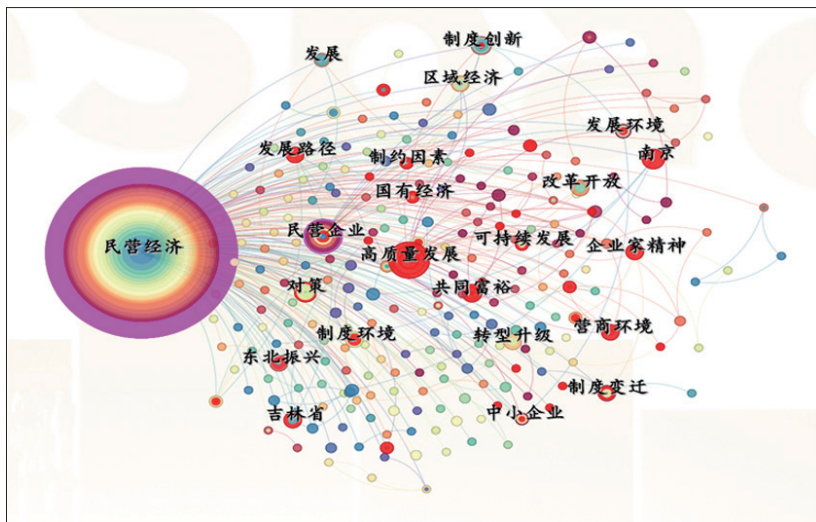 发展
制度创新
区域经济
发展环境
发展路径
制约因素
南京
国有经济
改革开放
民营企业
民营经济
高质量发展
可持续发展
企业家精神
对策
共同富裕
制度环境
转型升级
营商环境
东北振兴
制度变迁
吉林省
中小企业